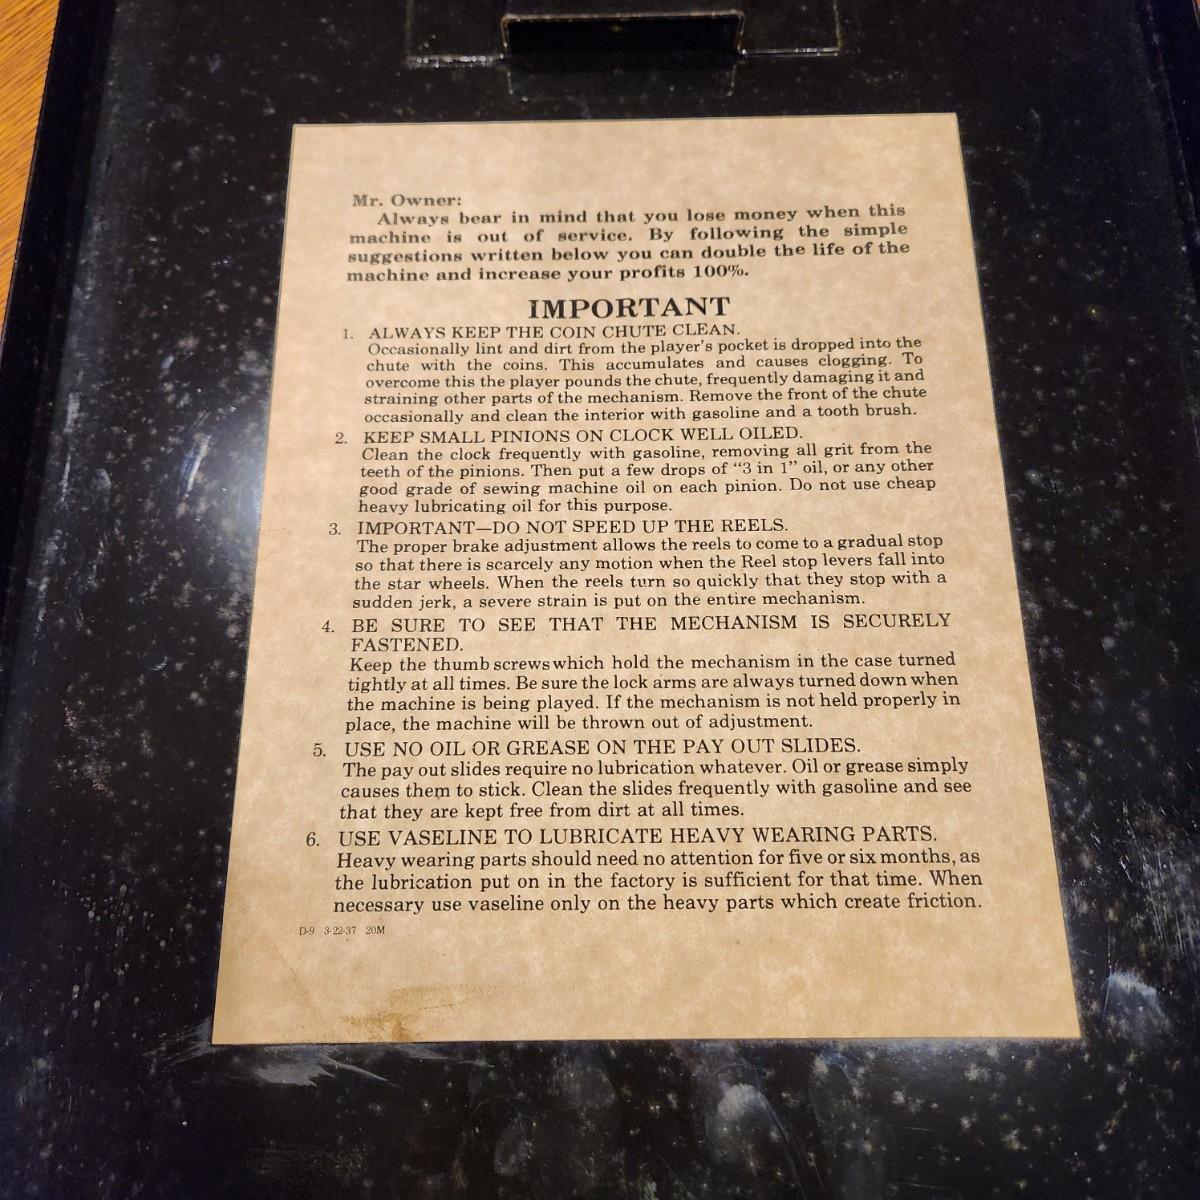 Mr. Owner:
Always bear in mind that you lose money when this
machine is out of service. By following the simple
suggestions written below you can double the life of the
machine and increase your profits 100%.
IMPORTANT
1. ALWAYS KEEP THE COIN CHUTE CLEAN.
Occasionally lint and dirt from the player's pocket is dropped into the
chute with the coins. This accumulates and causes clogging. To
overcome this the player pounds the chute, frequently damaging it and
straining other parts of the mechanism. Remove the front of the chute
occasionally and clean the interior with gasoline and a tooth brush.
2. KEEP SMALL PINIONS ON CLOCK WELL OILED.
Clean the clock frequently with gasoline, removing all grit from the
teeth of the pinions. Then put a few drops of “3 in 1” oil, or any other
good grade of sewing machine oil on each pinion. Do not use cheap
heavy lubricating oil for this purpose.
3. IMPORTANT—DO NOT SPEED UP THE REELS.
The proper brake adjustment allows the reels to come to a gradual stop
so that there is scarcely any motion when the Reel stop levers fall into
the star wheels. When the reels turn so quickly that they stop with a
sudden jerk, a severe strain is put on the entire mechanism.
4. BE SURE TO SEE THAT THE MECHANISM IS SECURELY
FASTENED.
Keep the thumb screws which hold the mechanism in the case turned
tightly at all times. Be sure the lock arms are always turned down when
the machine is being played. If the mechanism is not held properly in
place, the machine will be thrown out of adjustment.
5. USE NO OIL OR GREASE ON THE PAY OUT SLIDES.
The pay out slides require no lubrication whatever. Oil or grease simply
causes them to stick. Clean the slides frequently with gasoline and see
that they are kept free from dirt at all times.
6. USE VASELINE TO LUBRICATE HEAVY WEARING PARTS.
Heavy wearing parts should need no attention for five or six months, as
the lubrication put on in the factory is sufficient for that time. When
necessary use vaseline only on the heavy parts which create friction.
D-9 3-22-37 20M